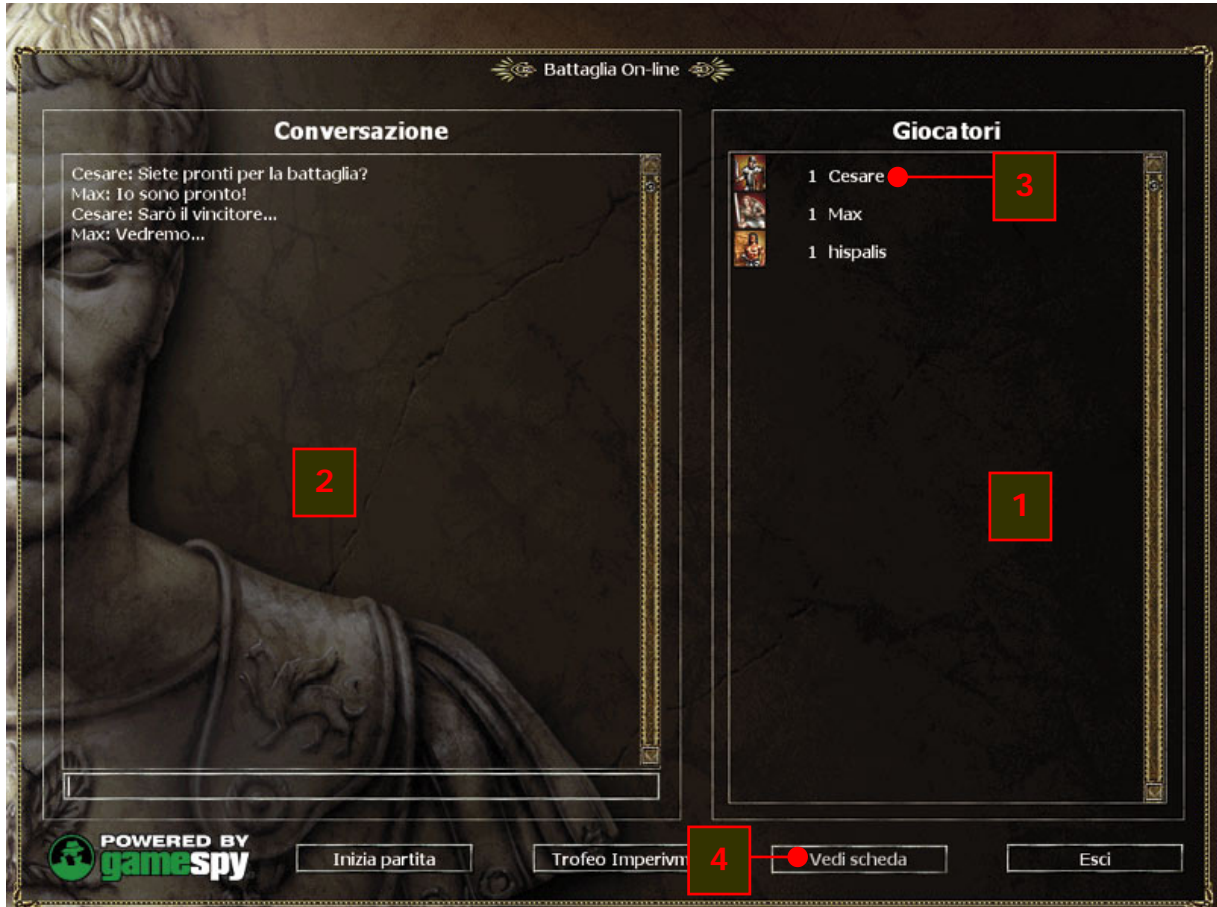 Battaglia On-line
Conversazione
Cesare: Siete pronti per la battaglia?
Max: Io sono pronto!
Cesare: Sarò il vincitore...
Max: Vedremo...
2
Giocatori
1 Cesare
3
1 Max
1 hispalis
1
POWERED BY
gamespy
Inizia partita
Trofeo Imperivm
4
Vedi scheda
Esci